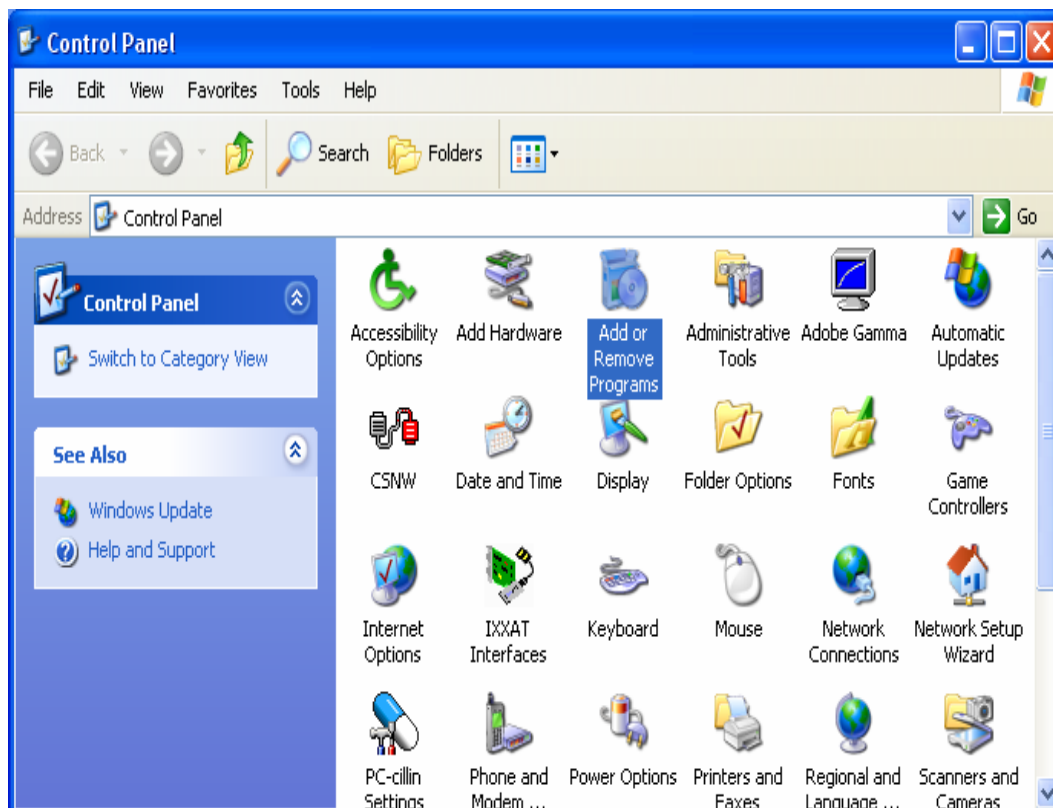 Control Panel
File Edit View Favorites Tools Help
Back Search Folders
Address Control Panel Go
Control Panel
Switch to Category View
See Also
Windows Update
Help and Support
Accessibility Add Hardware Add or Administrative Adobe Gamma Automatic
Options Remove Tools Updates
Programs
CSNW Date and Time Display Folder Options Fonts Game
Controllers
Internet IXXAT Keyboard Mouse Network Network Setup
Options Interfaces Connections Wizard
PC-cillin Phone and Power Options Printers and Regional and Scanners and
Settings Modem ... Faxes Language ... Cameras